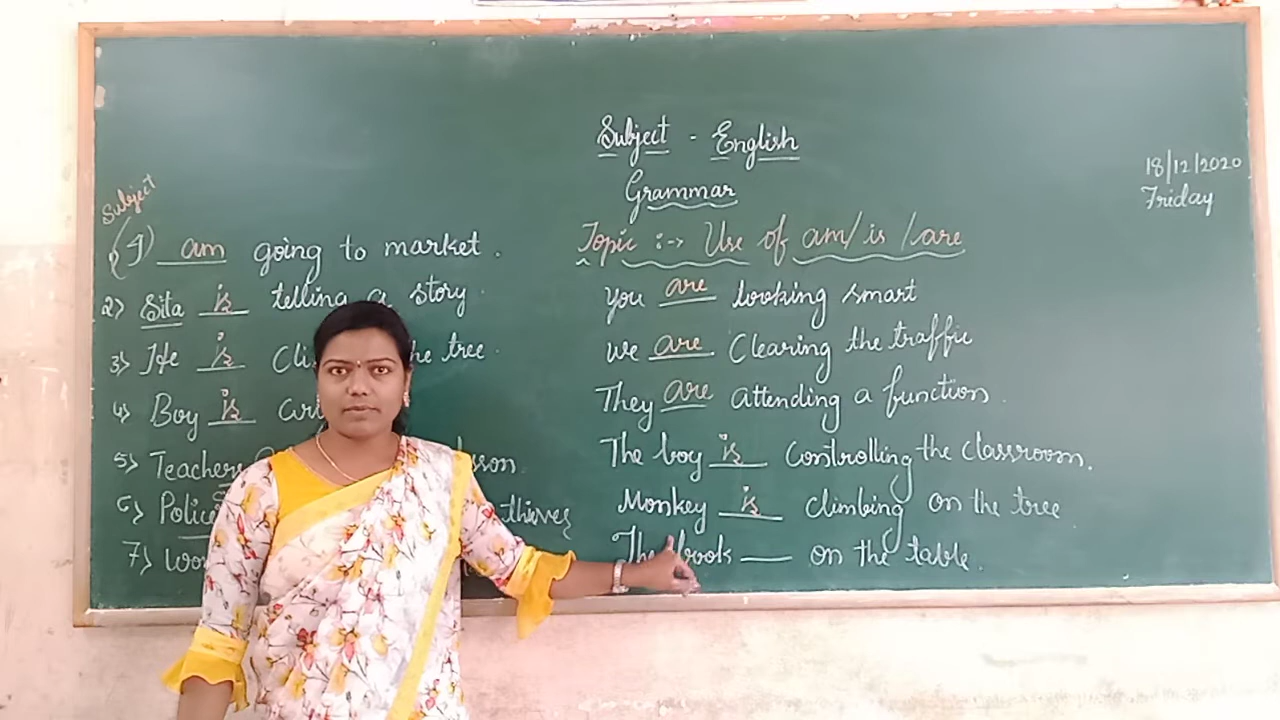 Subject - English
Grammar
18/12/2020
Friday
Subject
1) am going to market.
2) Sita is telling a story.
3) He is the tree.
4) Boy is
5) Teachers
6) Police thieves
7)
Topic :-> Use of am/is/are
You are looking smart
We are Clearing the traffic
They are attending a function.
The boy is Controlling the classroom.
Monkey is climbing on the tree
The book ___ on the table.